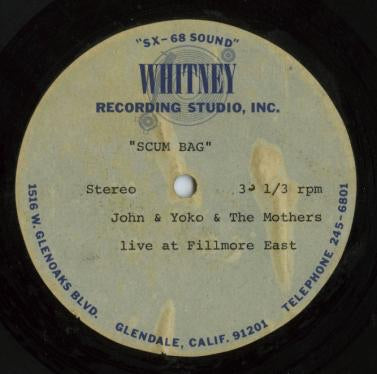 "SX-68 SOUND"
WHITNEY
RECORDING STUDIO, INC.
"SCUM BAG"
Stereo 33 1/3 rpm
John & Yoko & The Mothers
live at Fillmore East
1516 W. GLENOAKS BLVD.
GLENDALE, CALIF. 91201
TELEPHONE 245-6801